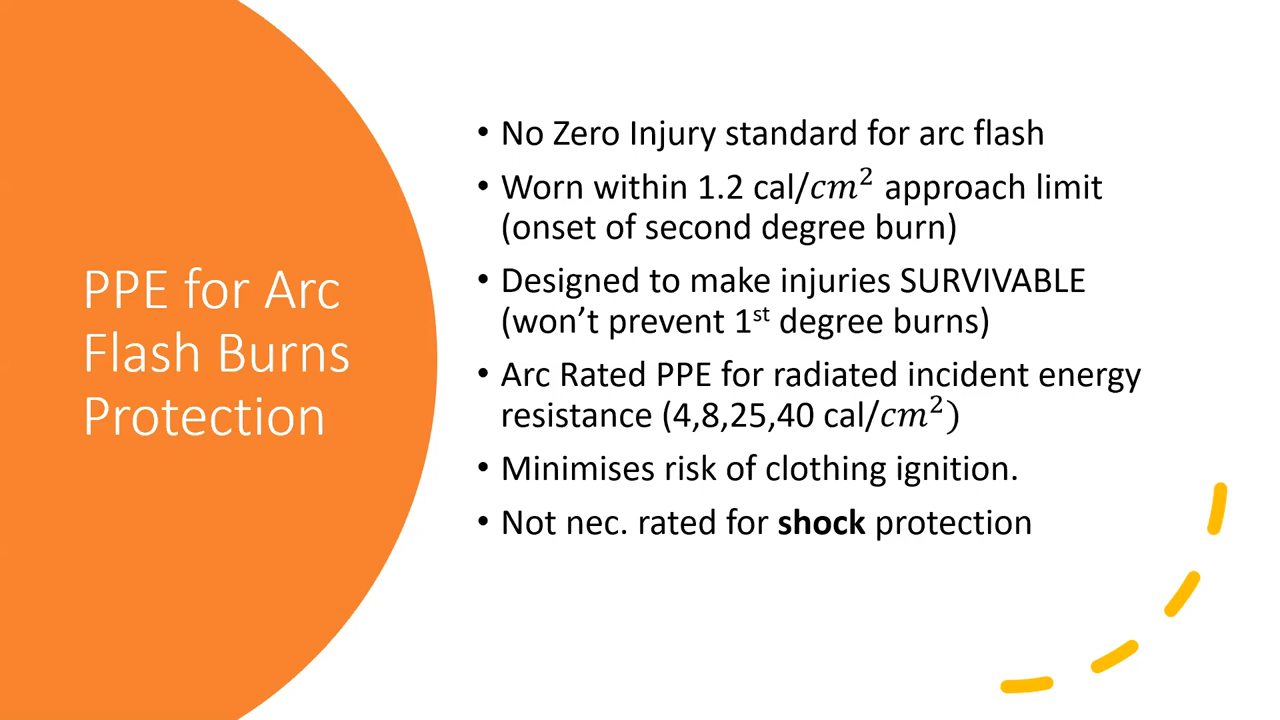 PPE for Arc
Flash Burns
Protection
• No Zero Injury standard for arc flash
• Worn within 1.2 cal/cm² approach limit
(onset of second degree burn)
• Designed to make injuries SURVIVABLE
(won’t prevent 1st degree burns)
• Arc Rated PPE for radiated incident energy
resistance (4,8,25,40 cal/cm²)
• Minimises risk of clothing ignition.
• Not nec. rated for shock protection